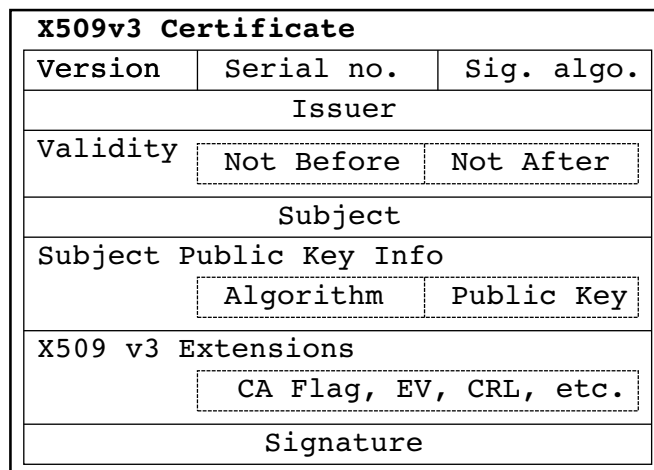 X509v3 Certificate
Version Serial no. Sig. algo.
Issuer
Validity
Not Before Not After
Subject
Subject Public Key Info
Algorithm Public Key
X509 v3 Extensions
CA Flag, EV, CRL, etc.
Signature